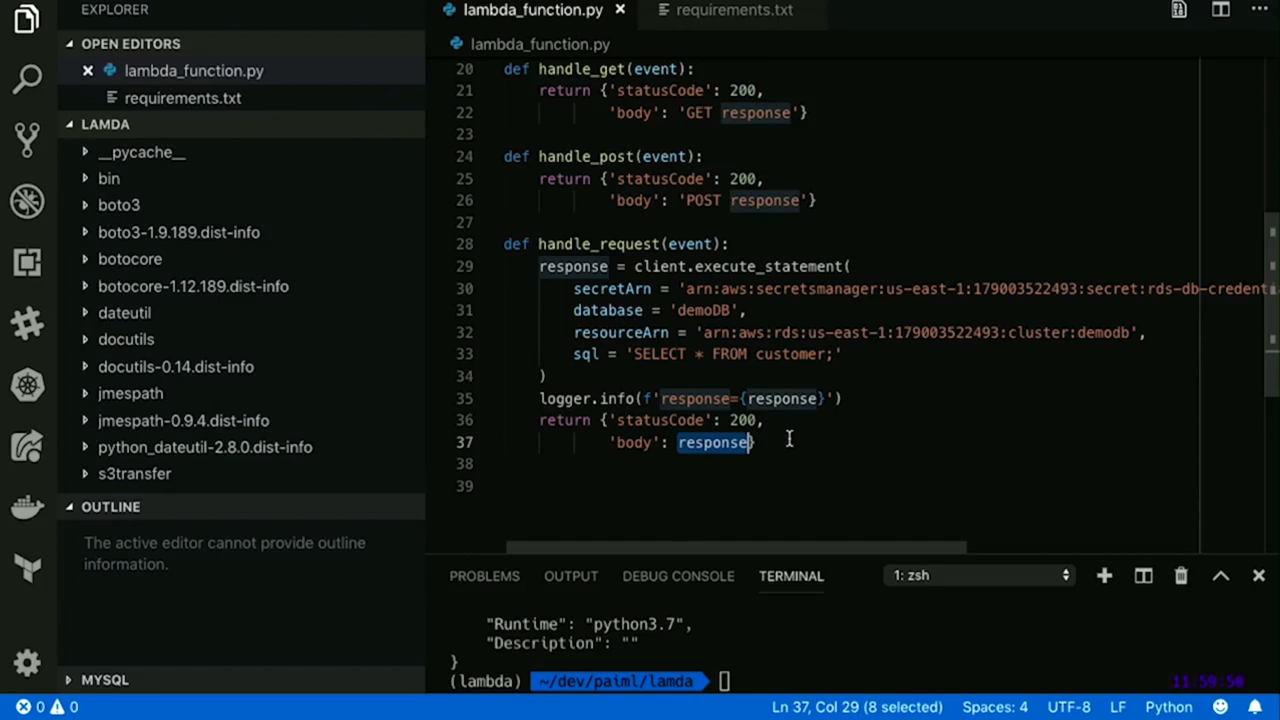 EXPLORER
OPEN EDITORS
lambda_function.py
requirements.txt
LAMDA
__pycache__
bin
boto3
boto3-1.9.189.dist-info
botocore
botocore-1.12.189.dist-info
dateutil
docutils
docutils-0.14.dist-info
jmespath
jmespath-0.9.4.dist-info
python_dateutil-2.8.0.dist-info
s3transfer
OUTLINE
The active editor cannot provide outline
information.
MYSQL
lambda_function.py requirements.txt
lambda_function.py
20 def handle_get(event):
21 return {'statusCode': 200,
22 'body': 'GET response'}
23
24 def handle_post(event):
25 return {'statusCode': 200,
26 'body': 'POST response'}
27
28 def handle_request(event):
29 response = client.execute_statement(
30 secretArn = 'arn:aws:secretsmanager:us-east-1:179003522493:secret:rds-db-credent
31 database = 'demoDB',
32 resourceArn = 'arn:aws:rds:us-east-1:179003522493:cluster:demodb',
33 sql = 'SELECT * FROM customer;'
34 )
35 logger.info(f'response={response}')
36 return {'statusCode': 200,
37 'body': response}
38
39
PROBLEMS OUTPUT DEBUG CONSOLE TERMINAL 1: zsh
"Runtime": "python3.7",
"Description": ""
}
(lambda) ~/dev/paiml/lamda
11:59:50
0 0 Ln 37, Col 29 (8 selected) Spaces: 4 UTF-8 LF Python